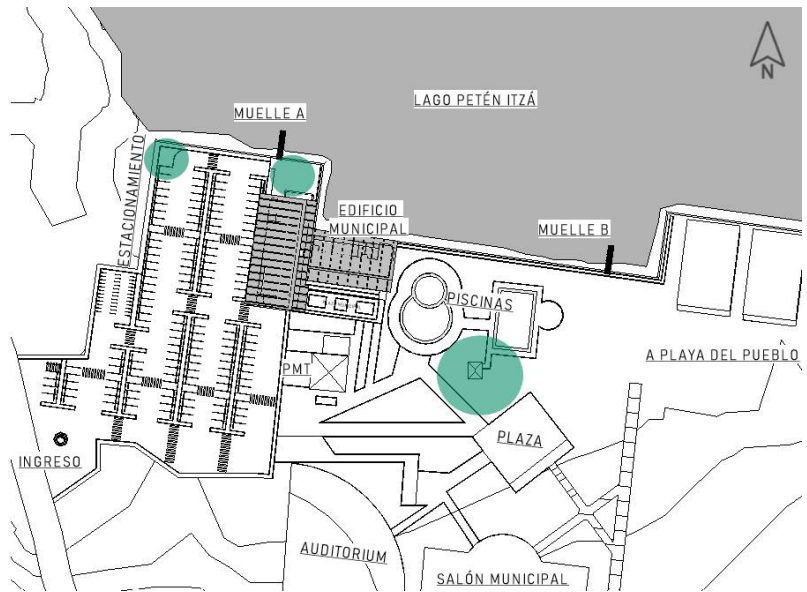 N
LAGO PETÉN ITZÁ
MUELLE A
ESTACIONAMIENTO
EDIFICIO
MUNICIPAL
MUELLE B
PISCINAS
A PLAYA DEL PUEBLO
PMT
PLAZA
INGRESO
AUDITORIUM
SALÓN MUNICIPAL